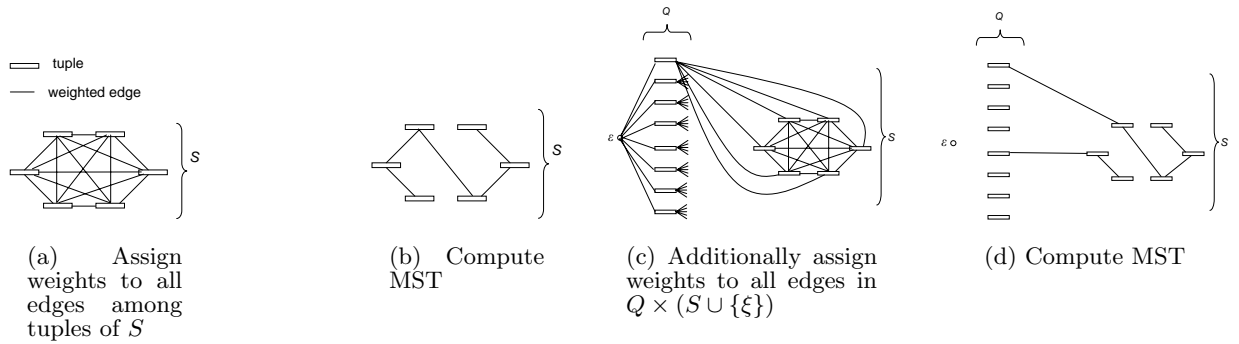 tuple
weighted edge
S
(a) Assign
weights to all
edges among
tuples of S
S
(b) Compute
MST
Q
ε
S
(c) Additionally assign
weights to all edges in
Q × (S ∪ {ξ})
Q
ε
S
(d) Compute MST